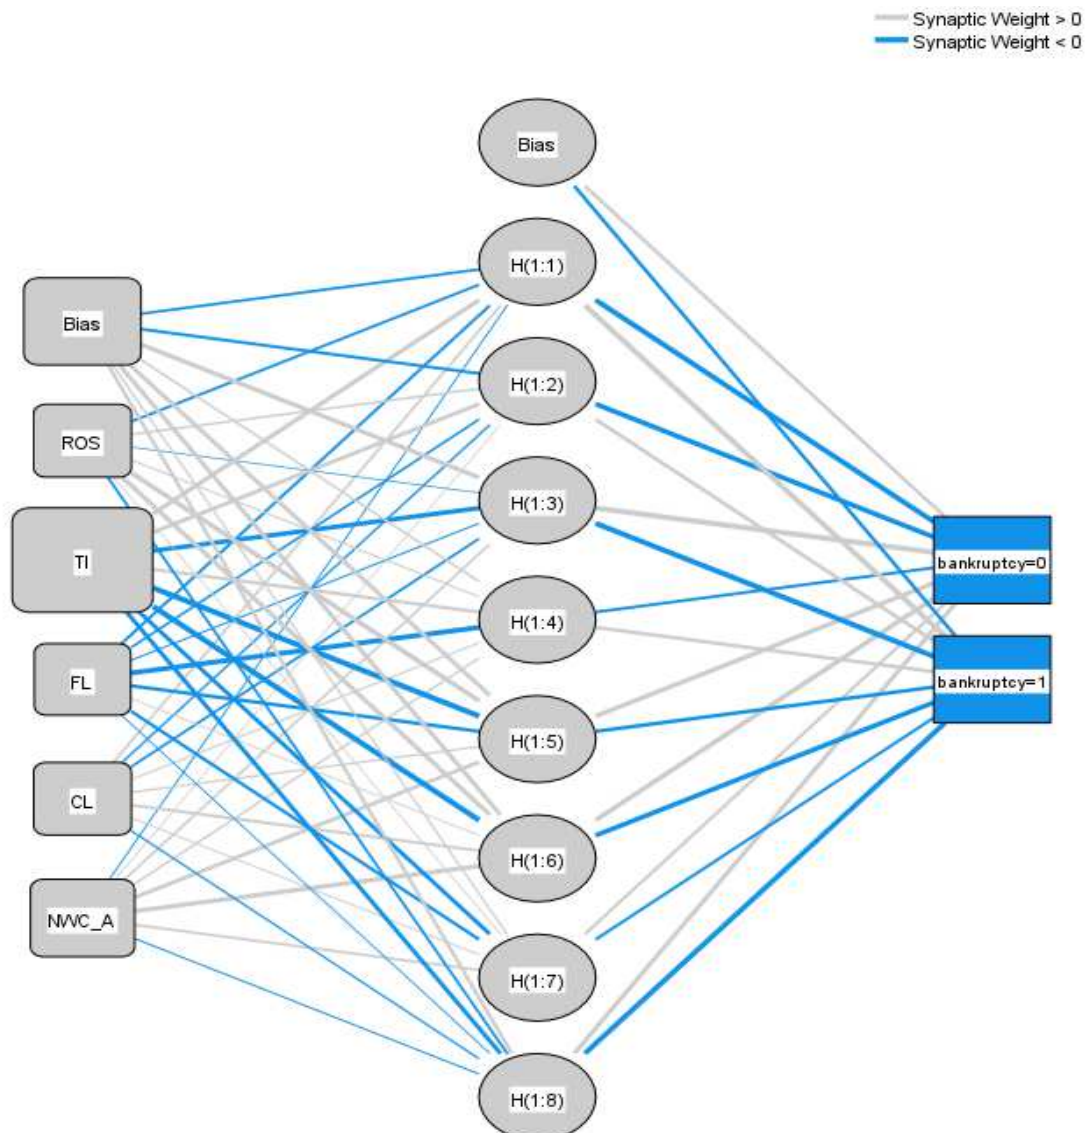 Synaptic Weight > 0
Synaptic Weight < 0
Bias
H(1:1)
Bias
H(1:2)
ROS
H(1:3)
TI
bankruptcy=0
H(1:4)
FL
bankruptcy=1
H(1:5)
CL
H(1:6)
NWC_A
H(1:7)
H(1:8)